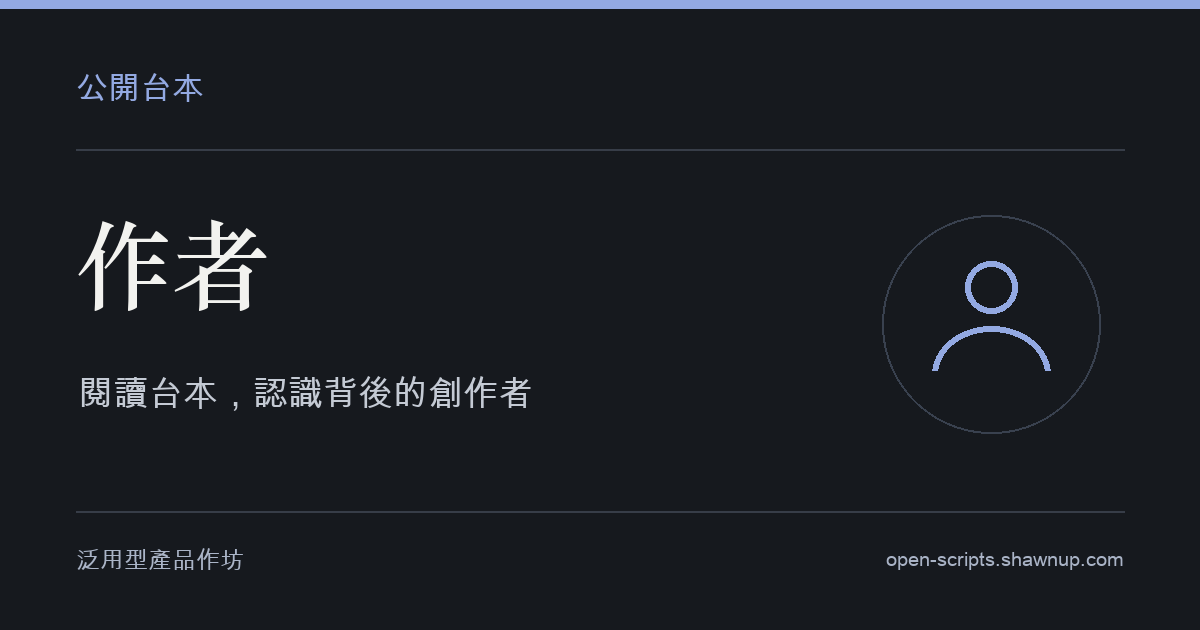 公開台本
作者
閱讀台本，認識背後的創作者
泛用型產品作坊
open-scripts.shawnup.com